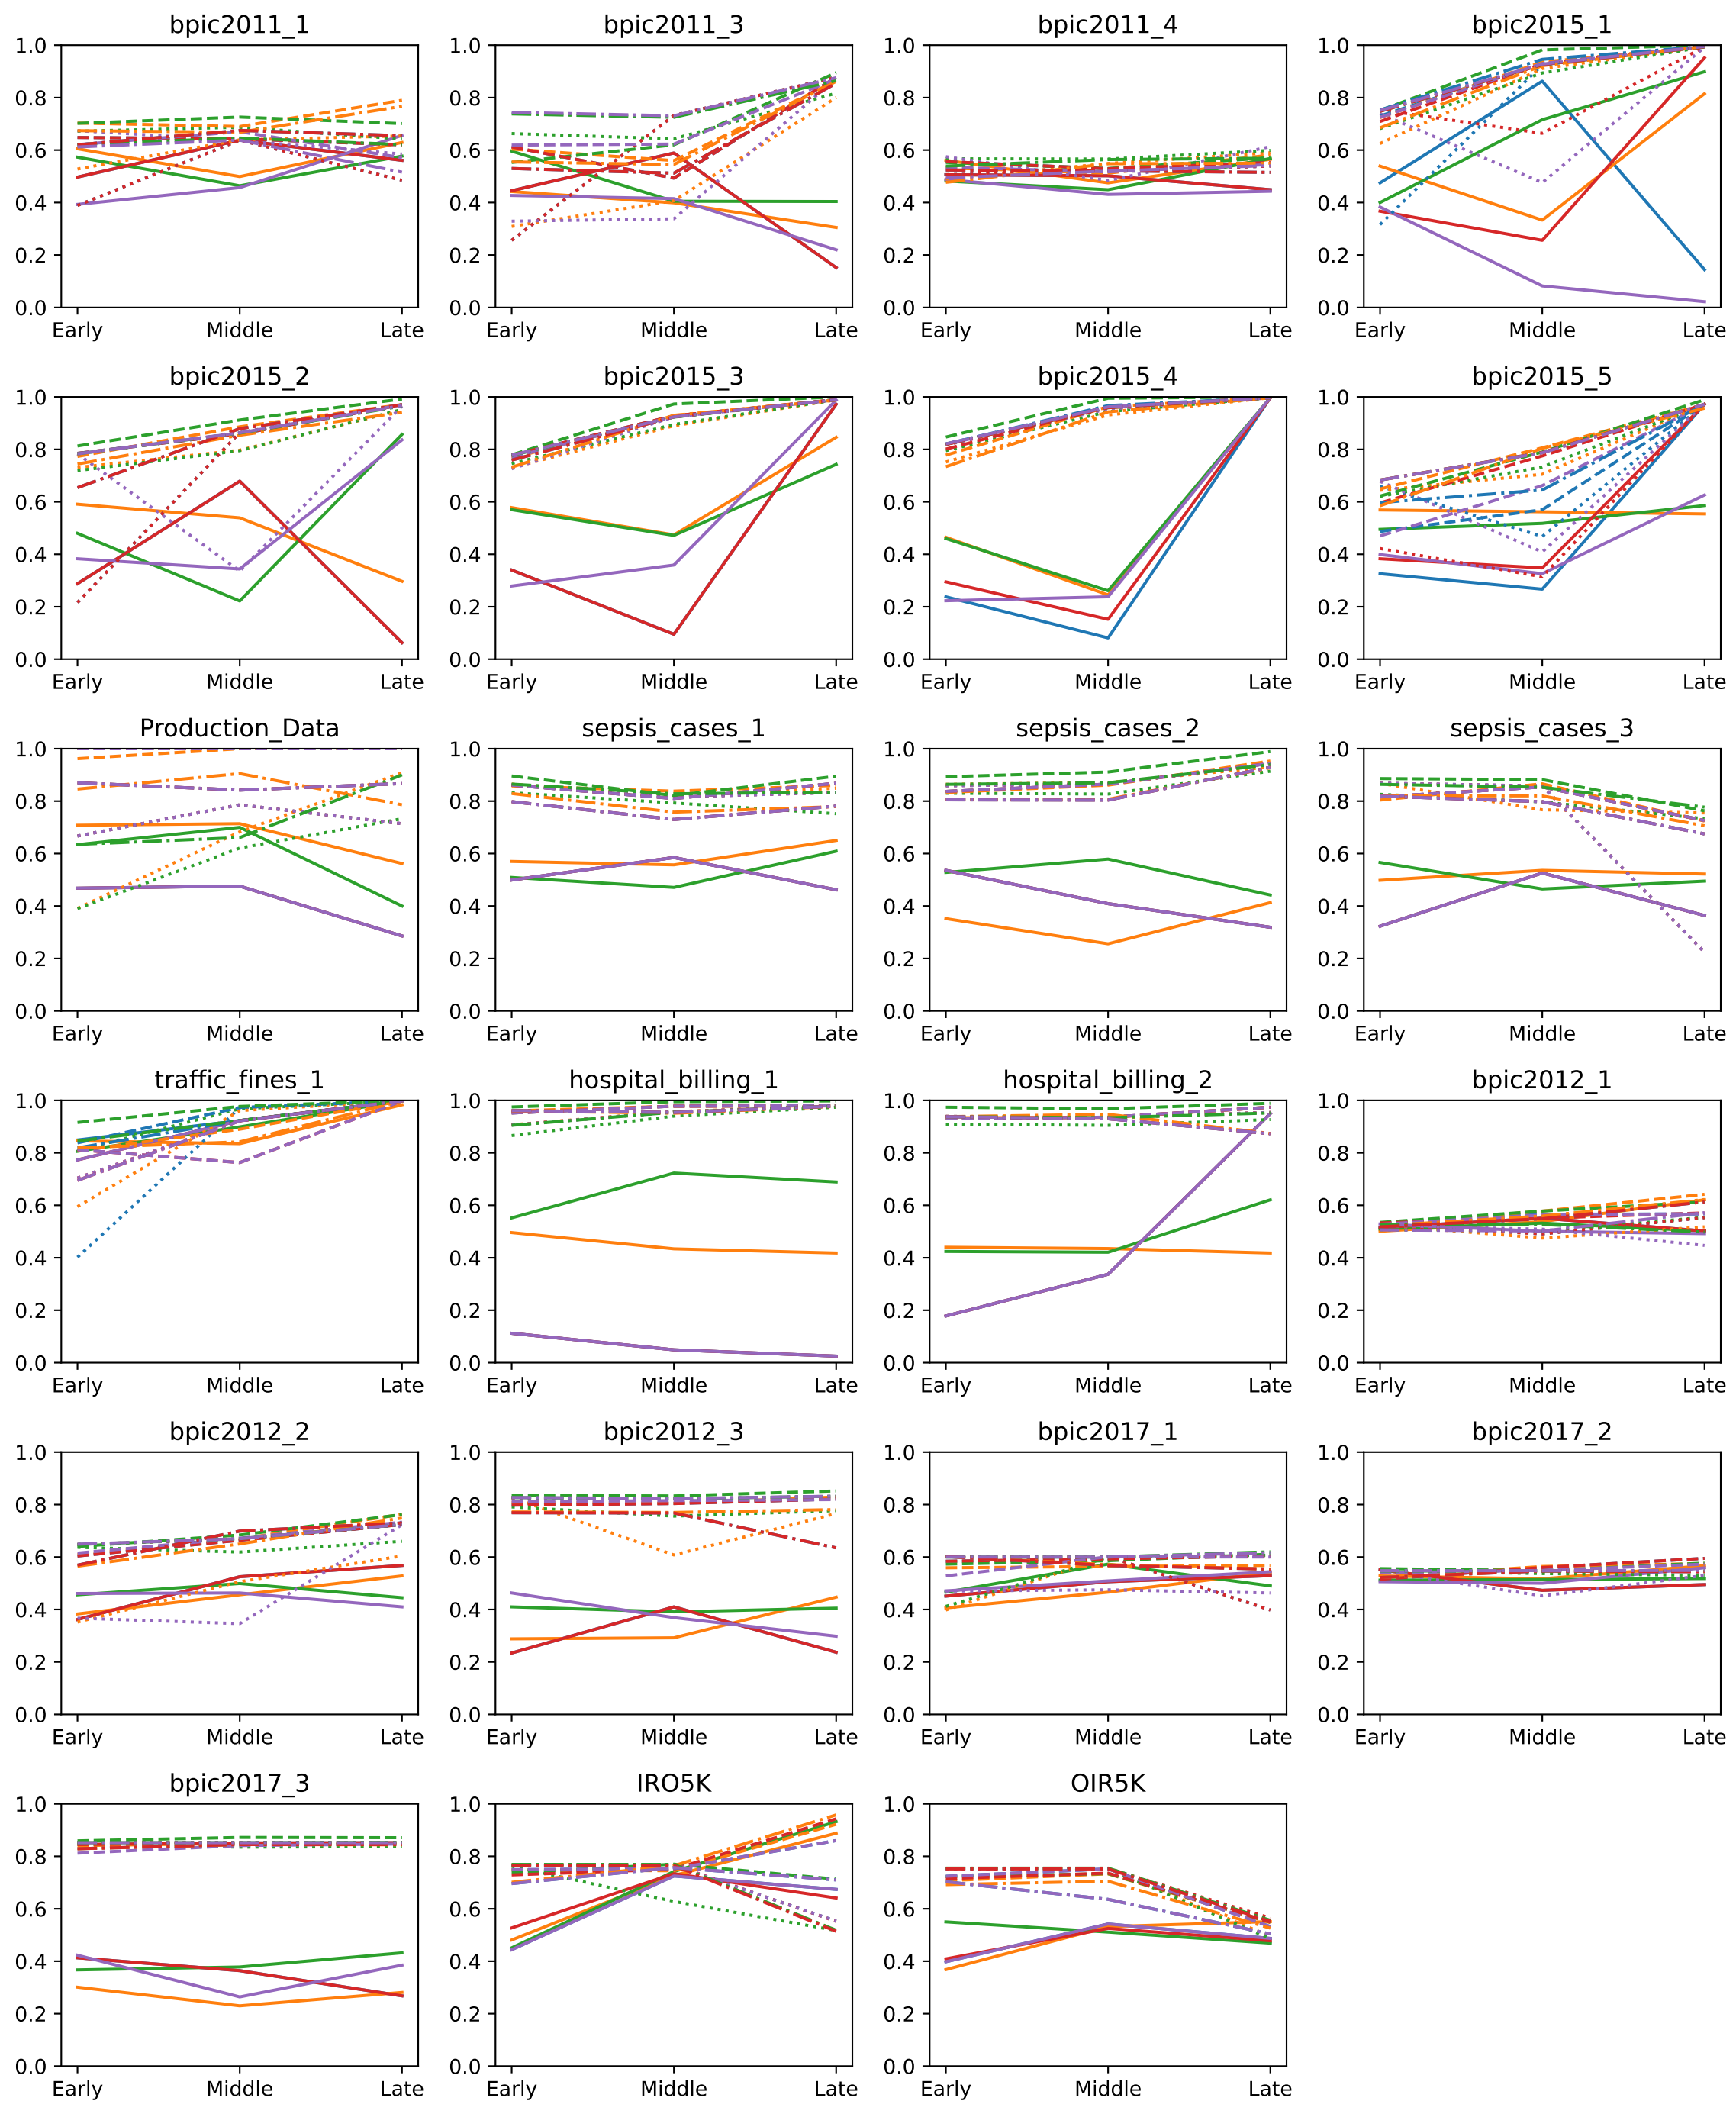 bpic2011_1 bpic2011_3 bpic2011_4 bpic2015_1
1.0 1.0 1.0 1.0
0.8 0.8 0.8 0.8
0.6 0.6 0.6 0.6
0.4 0.4 0.4 0.4
0.2 0.2 0.2 0.2
0.0 0.0 0.0 0.0
Early Middle Late Early Middle Late Early Middle Late Early Middle Late
bpic2015_2 bpic2015_3 bpic2015_4 bpic2015_5
1.0 1.0 1.0 1.0
0.8 0.8 0.8 0.8
0.6 0.6 0.6 0.6
0.4 0.4 0.4 0.4
0.2 0.2 0.2 0.2
0.0 0.0 0.0 0.0
Early Middle Late Early Middle Late Early Middle Late Early Middle Late
Production_Data sepsis_cases_1 sepsis_cases_2 sepsis_cases_3
1.0 1.0 1.0 1.0
0.8 0.8 0.8 0.8
0.6 0.6 0.6 0.6
0.4 0.4 0.4 0.4
0.2 0.2 0.2 0.2
0.0 0.0 0.0 0.0
Early Middle Late Early Middle Late Early Middle Late Early Middle Late
traffic_fines_1 hospital_billing_1 hospital_billing_2 bpic2012_1
1.0 1.0 1.0 1.0
0.8 0.8 0.8 0.8
0.6 0.6 0.6 0.6
0.4 0.4 0.4 0.4
0.2 0.2 0.2 0.2
0.0 0.0 0.0 0.0
Early Middle Late Early Middle Late Early Middle Late Early Middle Late
bpic2012_2 bpic2012_3 bpic2017_1 bpic2017_2
1.0 1.0 1.0 1.0
0.8 0.8 0.8 0.8
0.6 0.6 0.6 0.6
0.4 0.4 0.4 0.4
0.2 0.2 0.2 0.2
0.0 0.0 0.0 0.0
Early Middle Late Early Middle Late Early Middle Late Early Middle Late
bpic2017_3 IRO5K OIR5K
1.0 1.0 1.0
0.8 0.8 0.8
0.6 0.6 0.6
0.4 0.4 0.4
0.2 0.2 0.2
0.0 0.0 0.0
Early Middle Late Early Middle Late Early Middle Late